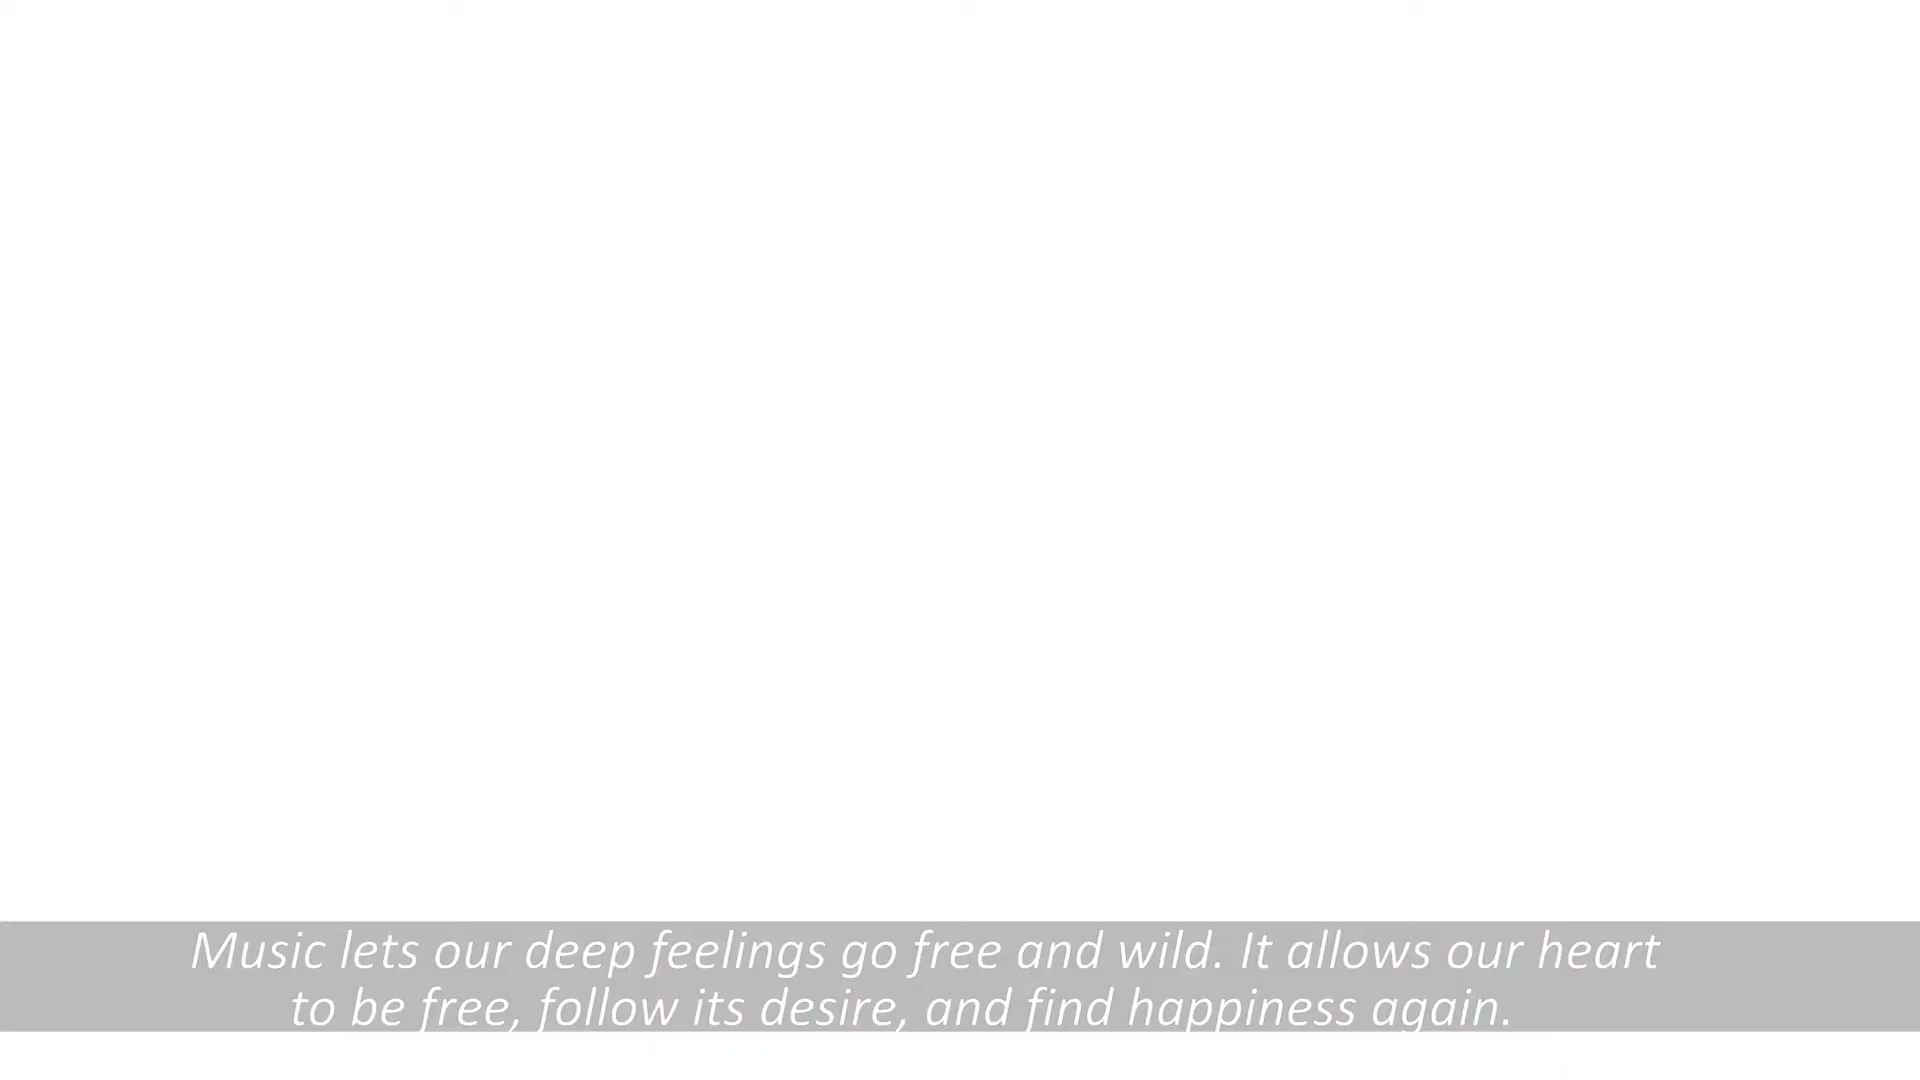 Music lets our deep feelings go free and wild. It allows our heart
to be free, follow its desire, and find happiness again.